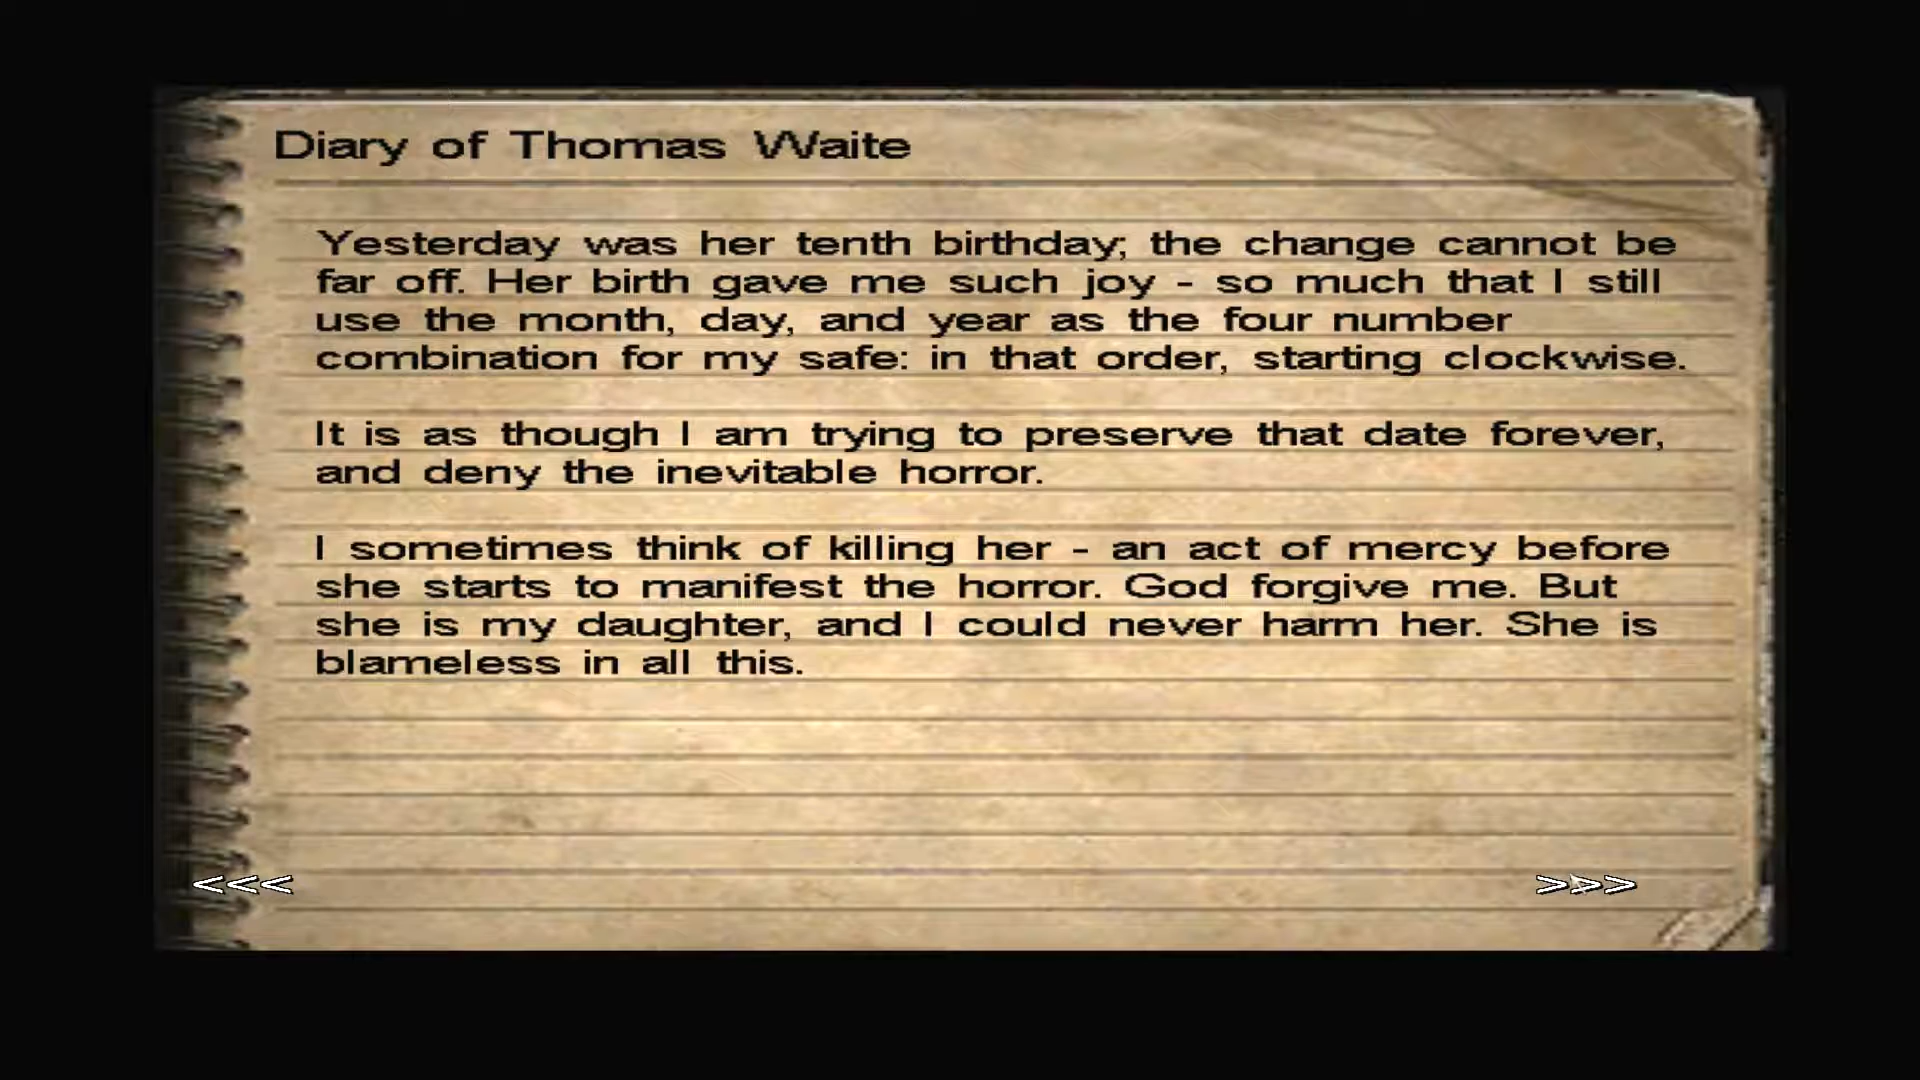 Diary of Thomas Waite
Yesterday was her tenth birthday; the change cannot be
far off. Her birth gave me such joy - so much that I still
use the month, day, and year as the four number
combination for my safe: in that order, starting clockwise.
It is as though I am trying to preserve that date forever,
and deny the inevitable horror.
I sometimes think of killing her - an act of mercy before
she starts to manifest the horror. God forgive me. But
she is my daughter, and I could never harm her. She is
blameless in all this.
<<< >>>